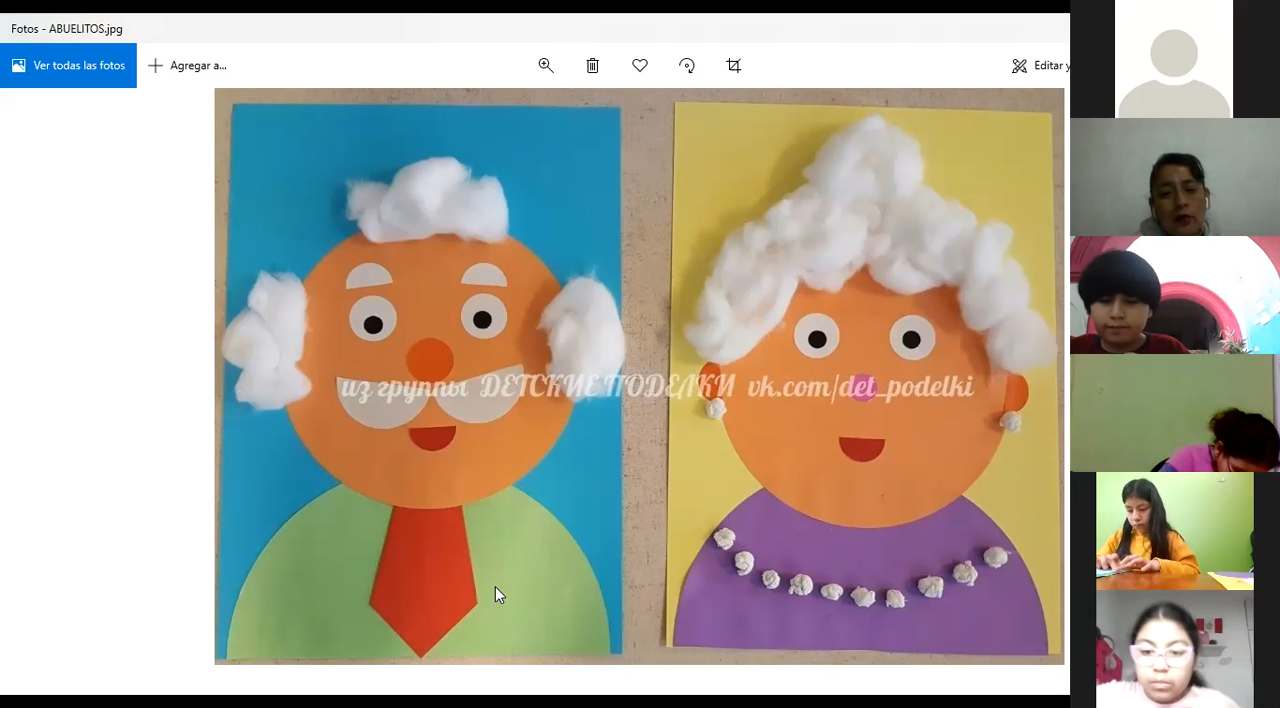 Fotos - ABUELITOS.jpg
Ver todas las fotos
Agregar a...
Editar y
из группы ДЕТСКИЕ ПОДЕЛКИ vk.com/det_podelki